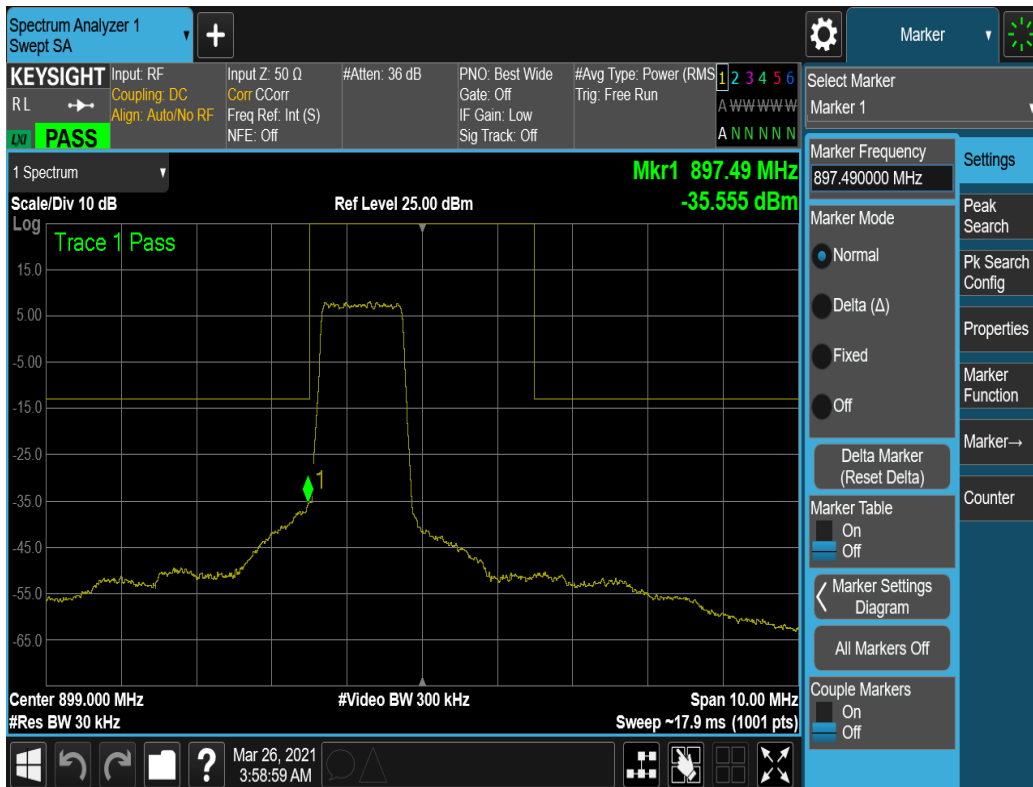 Spectrum Analyzer 1
Swept SA
+
Marker
KEYSIGHT
RL
LXI PASS
Input: RF
Coupling: DC
Align: Auto/No RF
Input Z: 50 Ω
Corr CCorr
Freq Ref: Int (S)
NFE: Off
#Atten: 36 dB
PNO: Best Wide
Gate: Off
IF Gain: Low
Sig Track: Off
#Avg Type: Power (RMS
Trig: Free Run
1 2 3 4 5 6
A W W W W W
A N N N N N
1 Spectrum
Mkr1 897.49 MHz
Scale/Div 10 dB
Ref Level 25.00 dBm
-35.555 dBm
Log
Trace 1 Pass
15.0
5.00
-5.00
-15.0
-25.0
1
-35.0
-45.0
-55.0
-65.0
Center 899.000 MHz
#Video BW 300 kHz
Span 10.00 MHz
#Res BW 30 kHz
Sweep ~17.9 ms (1001 pts)
Select Marker
Marker 1
Marker Frequency
897.490000 MHz
Marker Mode
Normal
Delta (Δ)
Fixed
Off
Delta Marker
(Reset Delta)
Marker Table
On
Off
Marker Settings
Diagram
All Markers Off
Couple Markers
On
Off
Settings
Peak
Search
Pk Search
Config
Properties
Marker
Function
Marker→
Counter
?
Mar 26, 2021
3:58:59 AM